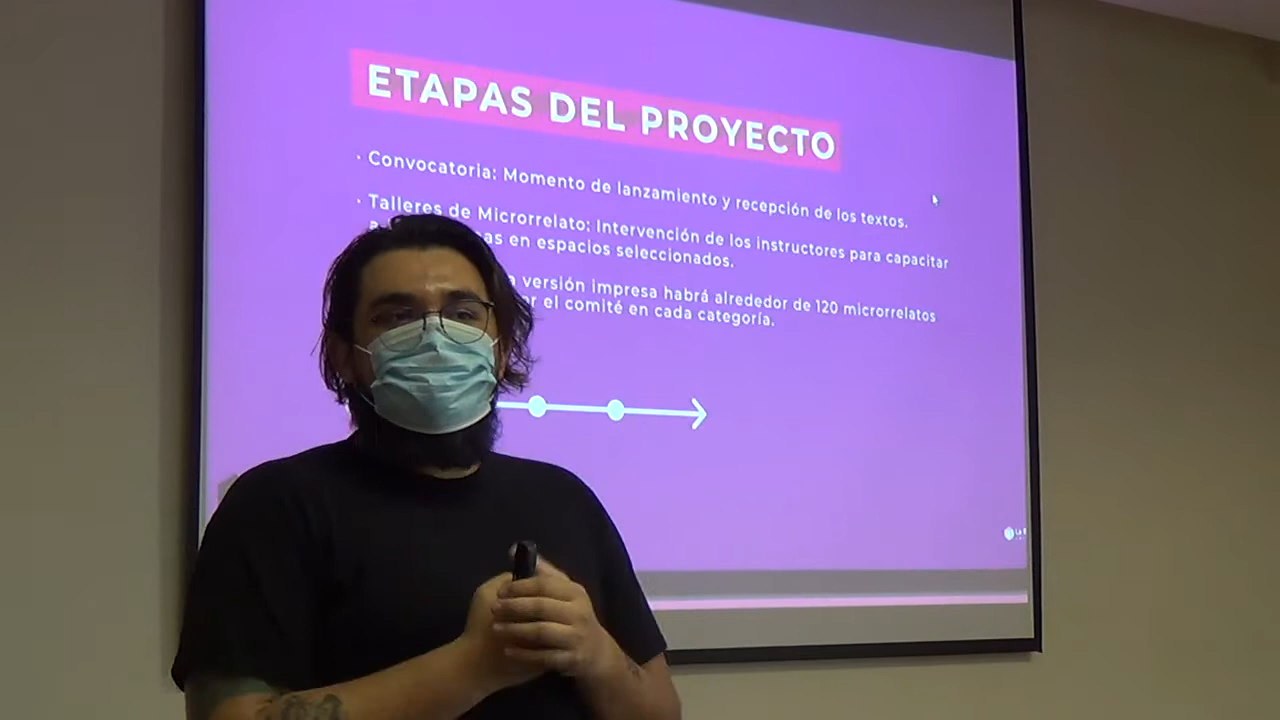 ETAPAS DEL PROYECTO
· Convocatoria: Momento de lanzamiento y recepción de los textos.
· Talleres de Microrrelato: Intervención de los instructores para capacitar
en espacios seleccionados.
versión impresa habrá alrededor de 120 microrrelatos
el comité en cada categoría.